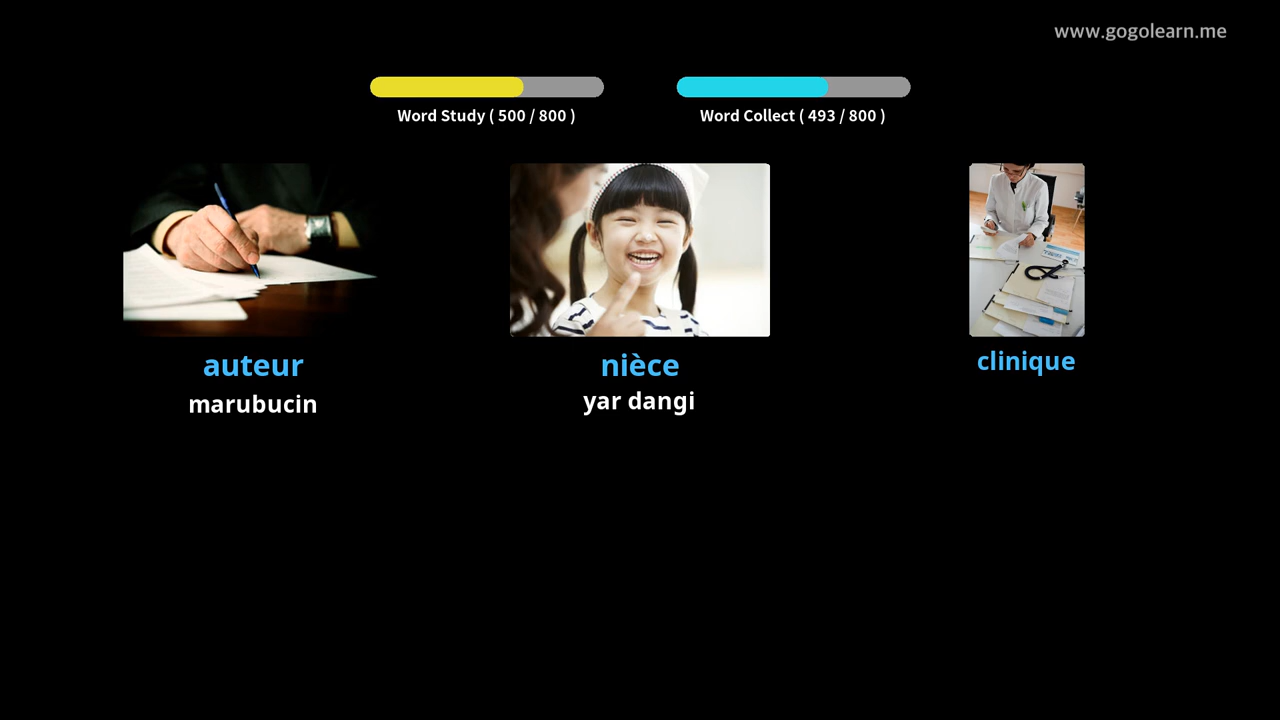 www.gogolearn.me
Word Study ( 500 / 800 )
Word Collect ( 493 / 800 )
auteur
marubucin
nièce
yar dangi
clinique